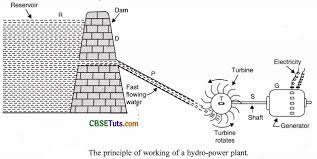 Reservoir
Dam
R
D
Electricity
Turbine
P
Fast
flowing
water
S
G
Shaft
Generator
Turbine
rotates
CBSETuts.com
The principle of working of a hydro-power plant.